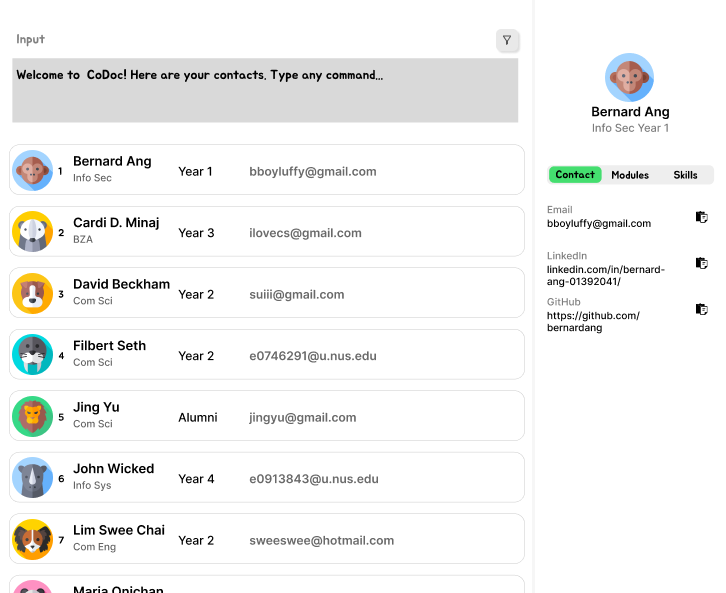 Input
Welcome to CoDoc! Here are your contacts. Type any command...
1 Bernard Ang Year 1 bboyluffy@gmail.com
Info Sec
2 Cardi D. Minaj Year 3 ilovecs@gmail.com
BZA
3 David Beckham Year 2 suiii@gmail.com
Com Sci
4 Filbert Seth Year 2 e0746291@u.nus.edu
Com Sci
5 Jing Yu Alumni jingyu@gmail.com
Com Sci
6 John Wicked Year 4 e0913843@u.nus.edu
Info Sys
7 Lim Swee Chai Year 2 sweeswee@hotmail.com
Com Eng
Maria Onichan
Bernard Ang
Info Sec Year 1
Contact Modules Skills
Email
bboyluffy@gmail.com
LinkedIn
linkedin.com/in/bernard-
ang-01392041/
GitHub
https://github.com/
bernardang